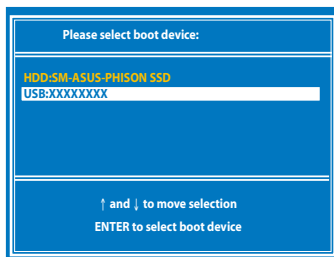 Please select boot device:
HDD:SM-ASUS-PHISON SSD
USB:XXXXXXXX
↑ and ↓ to move selection
ENTER to select boot device